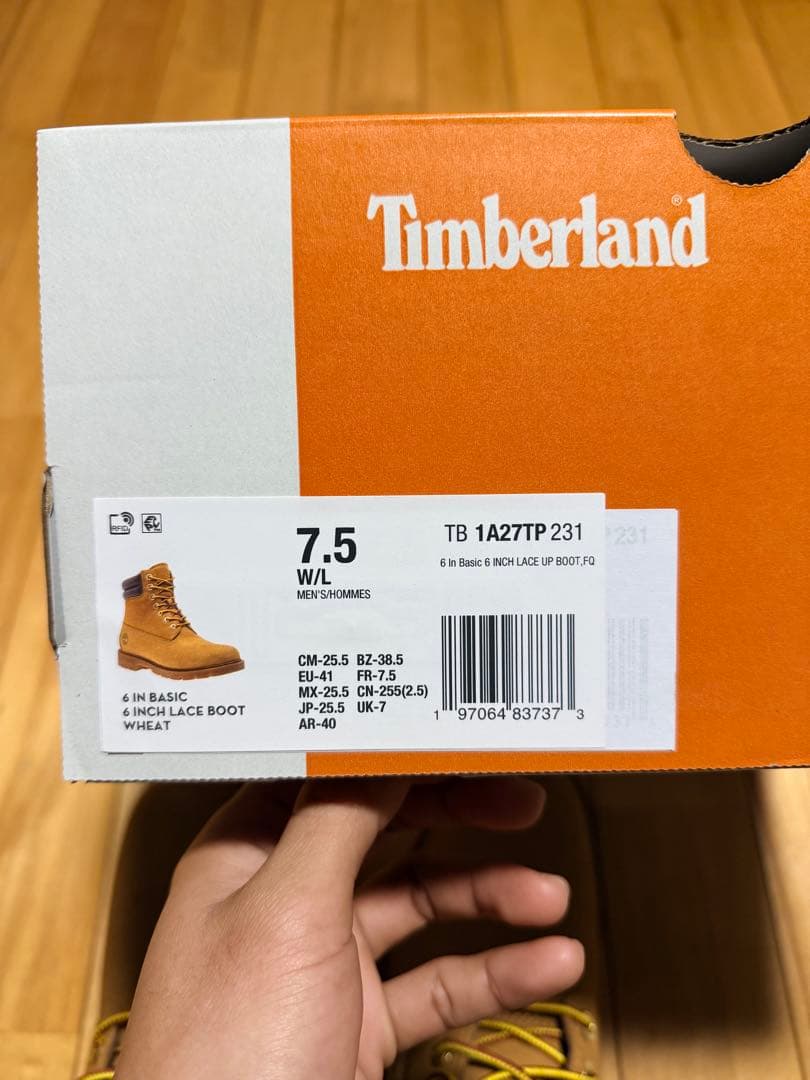 Timberland®
RFID
7.5
W/L
MEN'S/HOMMES
TB 1A27TP 231
6 In Basic 6 INCH LACE UP BOOT,FQ
231
CM-25.5 BZ-38.5
EU-41 FR-7.5
MX-25.5 CN-255(2.5)
JP-25.5 UK-7
AR-40
6 IN BASIC
6 INCH LACE BOOT
WHEAT
1 97064 83737 3